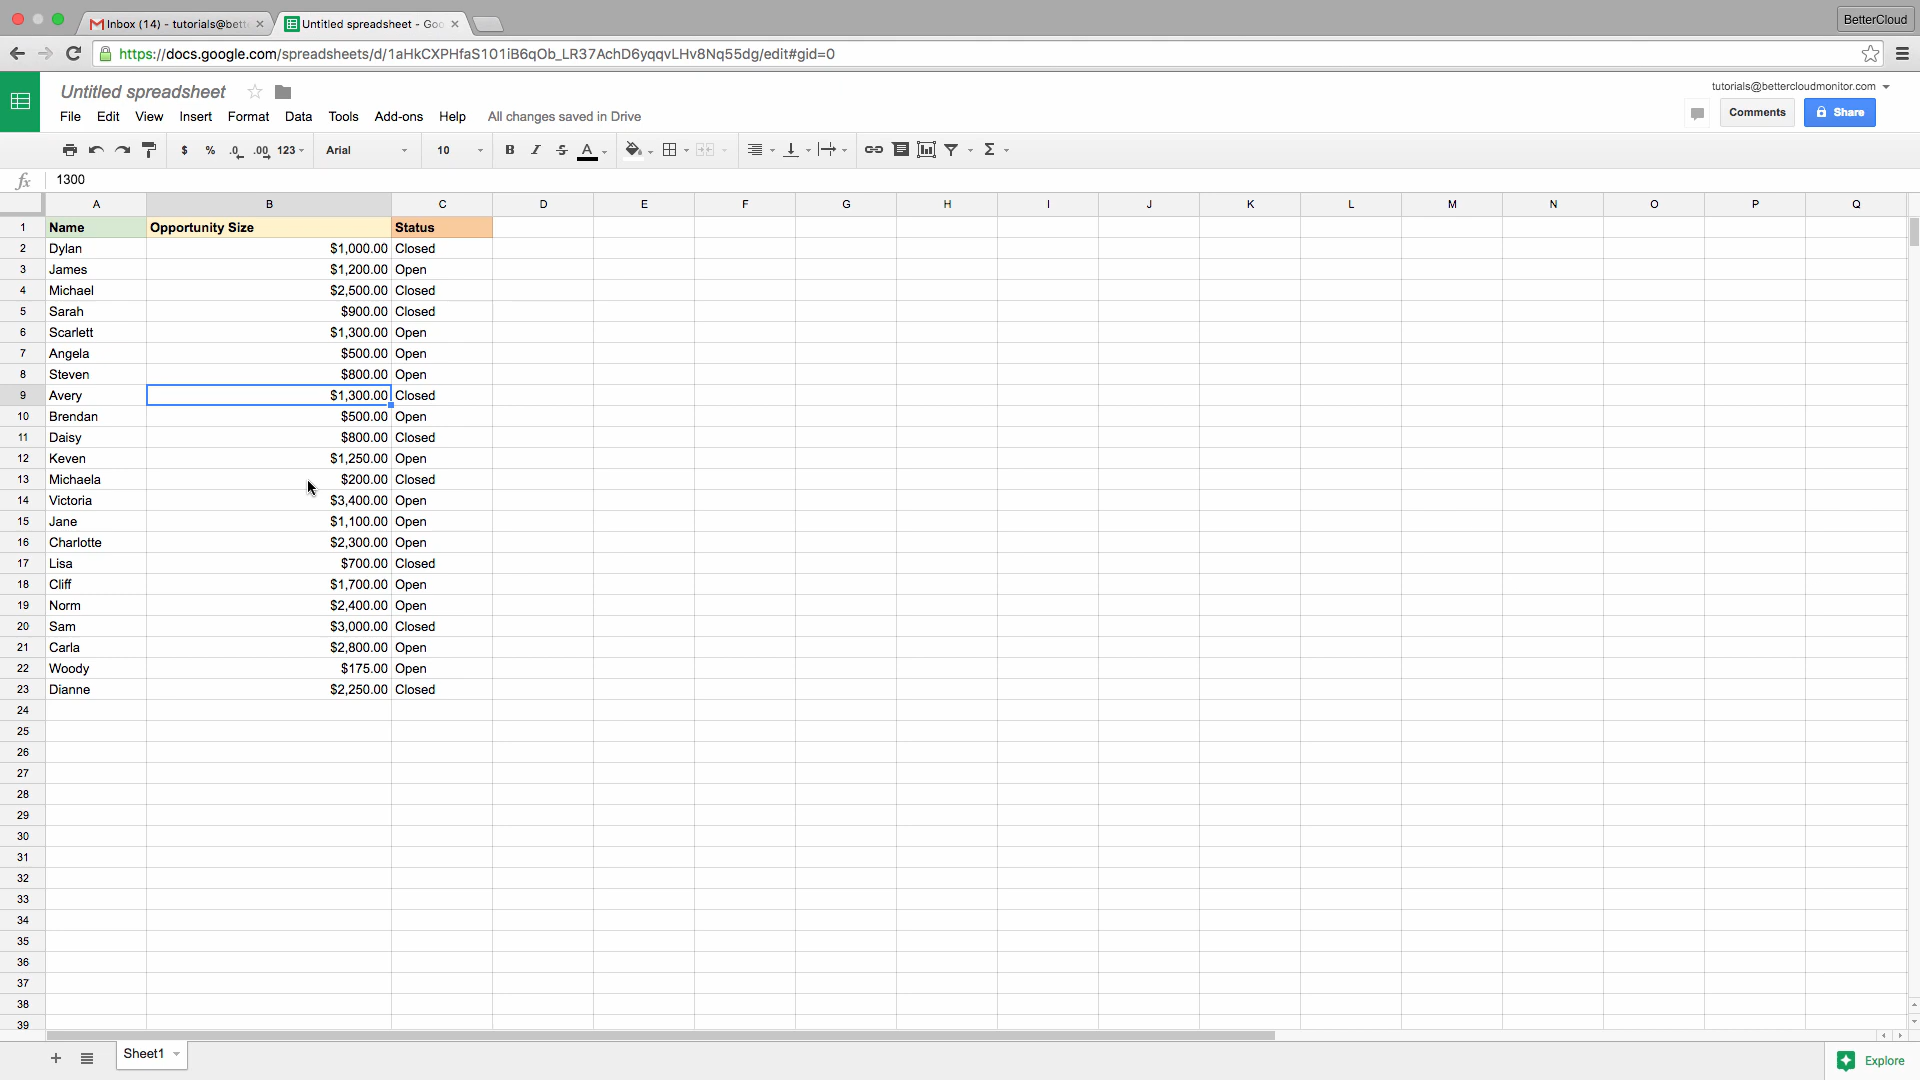 Inbox (14) - tutorials@bett
Untitled spreadsheet - Goo
BetterCloud
https://docs.google.com/spreadsheets/d/1aHkCXPHfaS101iB6qOb_LR37AchD6yqqvLHv8Nq55dg/edit#gid=0
Untitled spreadsheet
tutorials@bettercloudmonitor.com
File Edit View Insert Format Data Tools Add-ons Help All changes saved in Drive
Comments Share
$ % .0 .00 123 Arial 10 B I S A Σ
fx 1300
A B C D E F G H I J K L M N O P Q
1 Name Opportunity Size Status
2 Dylan $1,000.00 Closed
3 James $1,200.00 Open
4 Michael $2,500.00 Closed
5 Sarah $900.00 Closed
6 Scarlett $1,300.00 Open
7 Angela $500.00 Open
8 Steven $800.00 Open
9 Avery $1,300.00 Closed
10 Brendan $500.00 Open
11 Daisy $800.00 Closed
12 Keven $1,250.00 Open
13 Michaela $200.00 Closed
14 Victoria $3,400.00 Open
15 Jane $1,100.00 Open
16 Charlotte $2,300.00 Open
17 Lisa $700.00 Closed
18 Cliff $1,700.00 Open
19 Norm $2,400.00 Open
20 Sam $3,000.00 Closed
21 Carla $2,800.00 Open
22 Woody $175.00 Open
23 Dianne $2,250.00 Closed
24
25
26
27
28
29
30
31
32
33
34
35
36
37
38
39
Sheet1
Explore